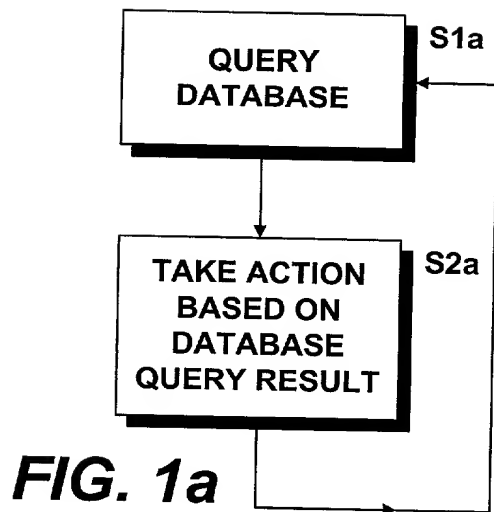 QUERY
DATABASE
S1a
TAKE ACTION
BASED ON
DATABASE
QUERY RESULT
S2a
FIG. 1a